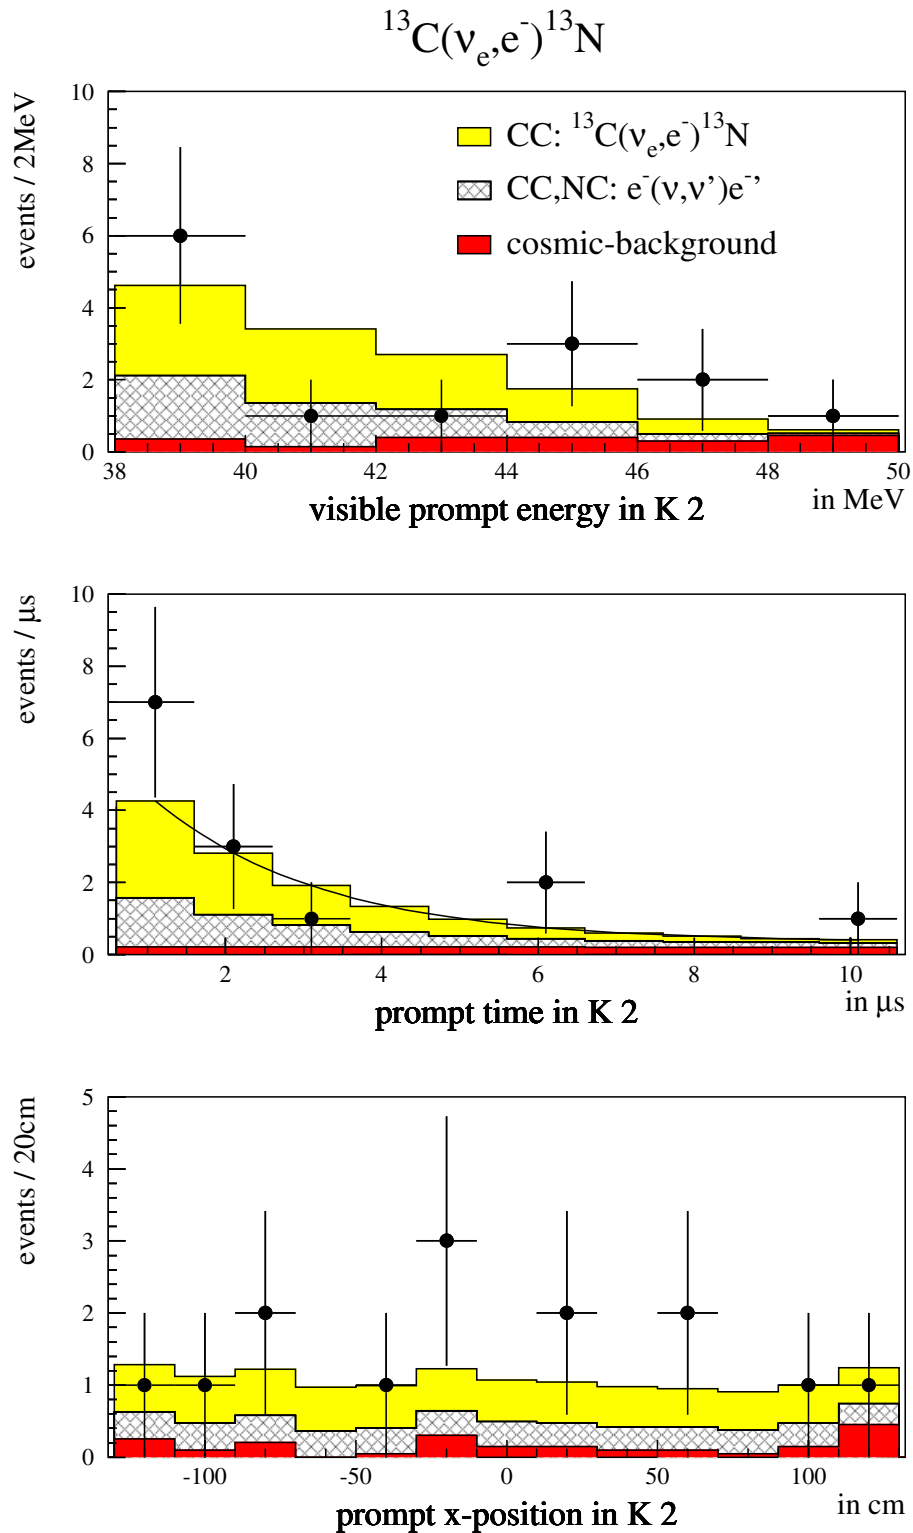 ¹³C(νₑ,e⁻)¹³N
events / 2MeV
10
8
6
4
2
0
CC: ¹³C(νₑ,e⁻)¹³N
CC,NC: e⁻(ν,ν’)e⁻’
cosmic-background
38 40 42 44 46 48 50
in MeV
visible prompt energy in K 2
events / μs
10
8
6
4
2
0
2 4 6 8 10
in μs
prompt time in K 2
events / 20cm
5
4
3
2
1
0
-100 -50 0 50 100
in cm
prompt x-position in K 2